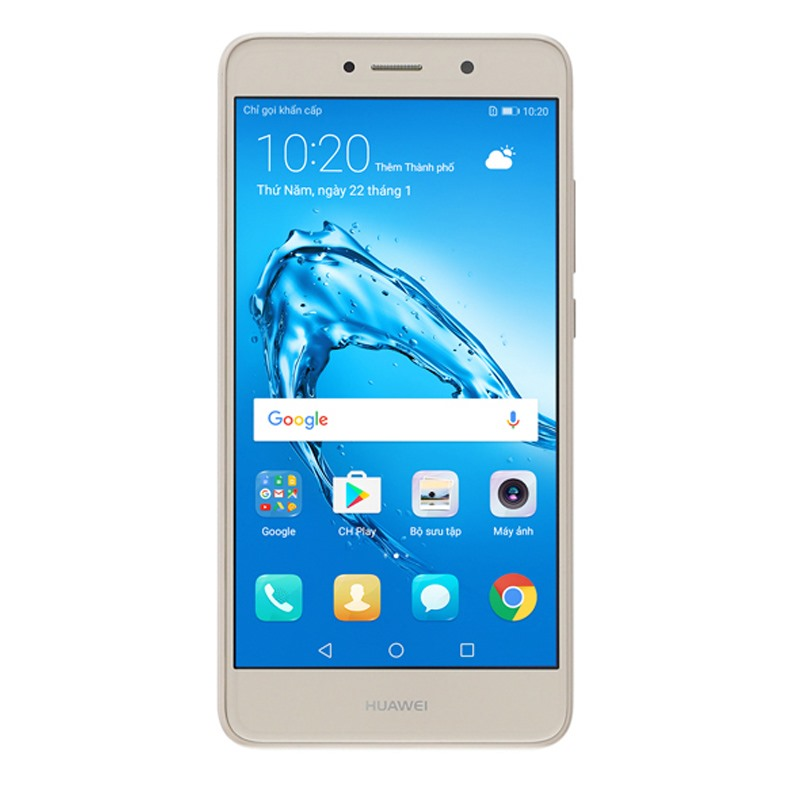 Chỉ gọi khẩn cấp 10:20
10:20 Thêm Thành phố
Thứ Năm, ngày 22 tháng 1
Google
Google CH Play Bộ sưu tập Máy ảnh
HUAWEI